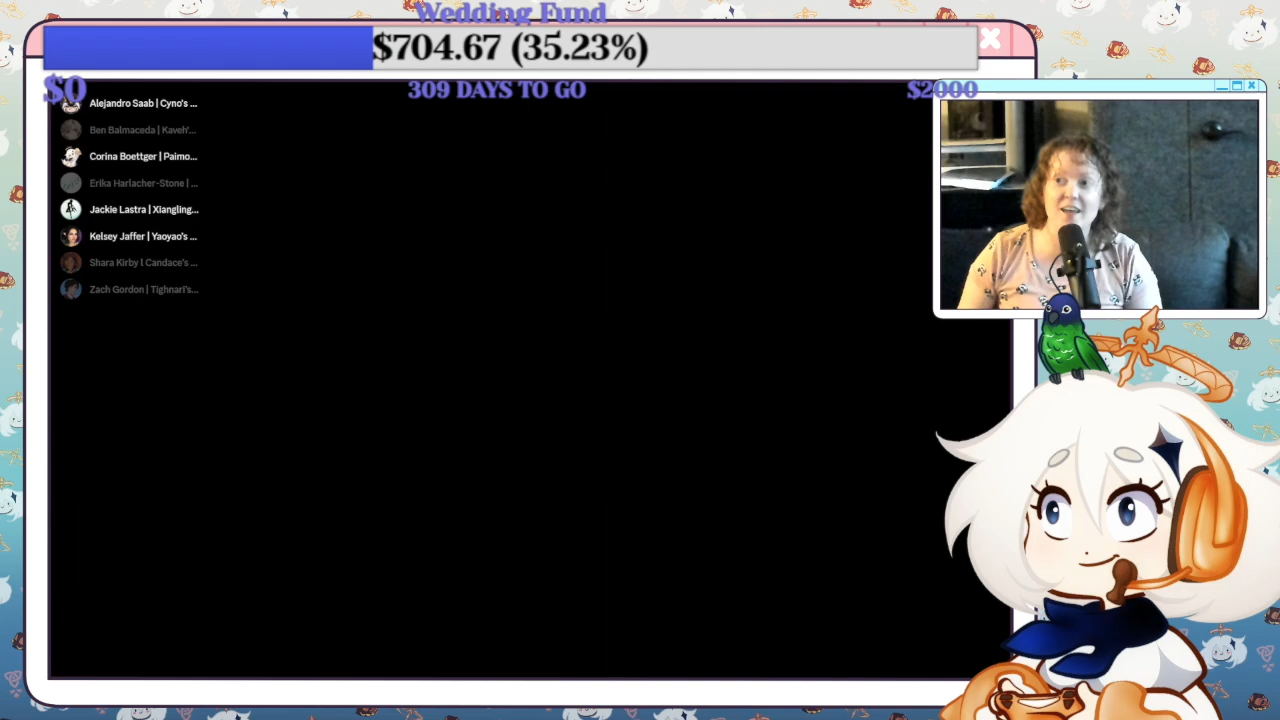 Wedding Fund
$704.67 (35.23%)
$0
309 DAYS TO GO
$2000
Alejandro Saab | Cyno's ...
Ben Balmaceda | Kaveh'...
Corina Boettger | Paimo...
Erika Harlacher-Stone | ...
Jackie Lastra | Xiangling...
Kelsey Jaffer | Yaoyao's ...
Shara Kirby l Candace's ...
Zach Gordon | Tighnari's...